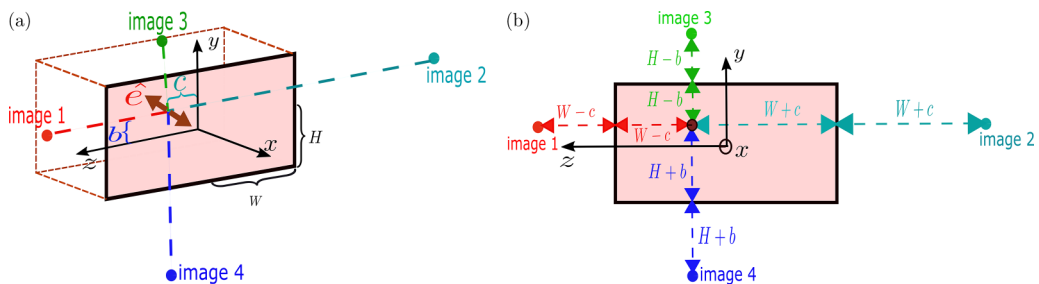 (a)
image 3
y
image 2
ê
c
image 1
b
z
x
H
W
image 4
(b)
image 3
H−b
y
H−b
W−c
W+c
W+c
image 1
W−c
z
x
image 2
H+b
H+b
image 4